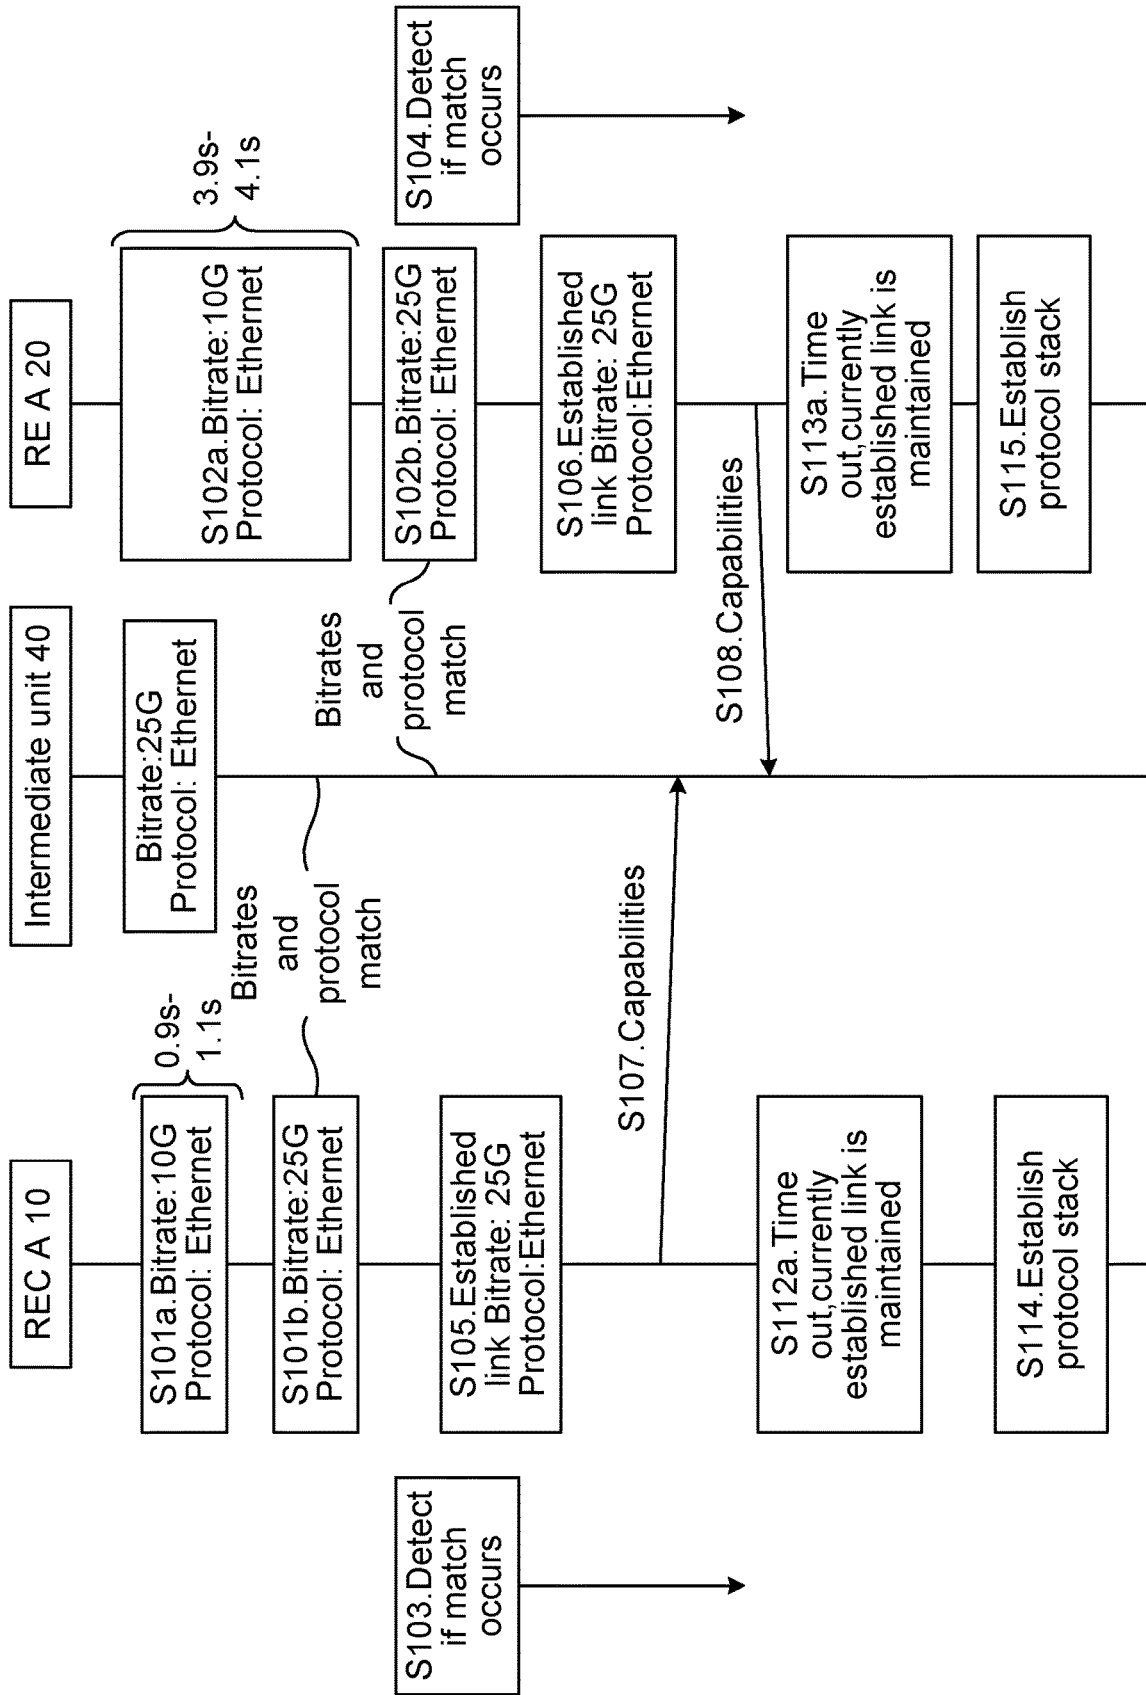 REC A 10
Intermediate unit 40
RE A 20
S101a.Bitrate:10G
Protocol: Ethernet
0.9s-
1.1s
Bitrate:25G
Protocol: Ethernet
S102a.Bitrate:10G
Protocol: Ethernet
3.9s-
4.1s
S101b.Bitrate:25G
Protocol: Ethernet
Bitrates
and
protocol
match
Bitrates
and
protocol
match
S102b.Bitrate:25G
Protocol: Ethernet
S103.Detect
if match
occurs
S104.Detect
if match
occurs
S105.Established
link Bitrate: 25G
Protocol:Ethernet
S106.Established
link Bitrate: 25G
Protocol:Ethernet
S107.Capabilities
S108.Capabilities
S112a.Time
out,currently
established link is
maintained
S113a.Time
out,currently
established link is
maintained
S114.Establish
protocol stack
S115.Establish
protocol stack